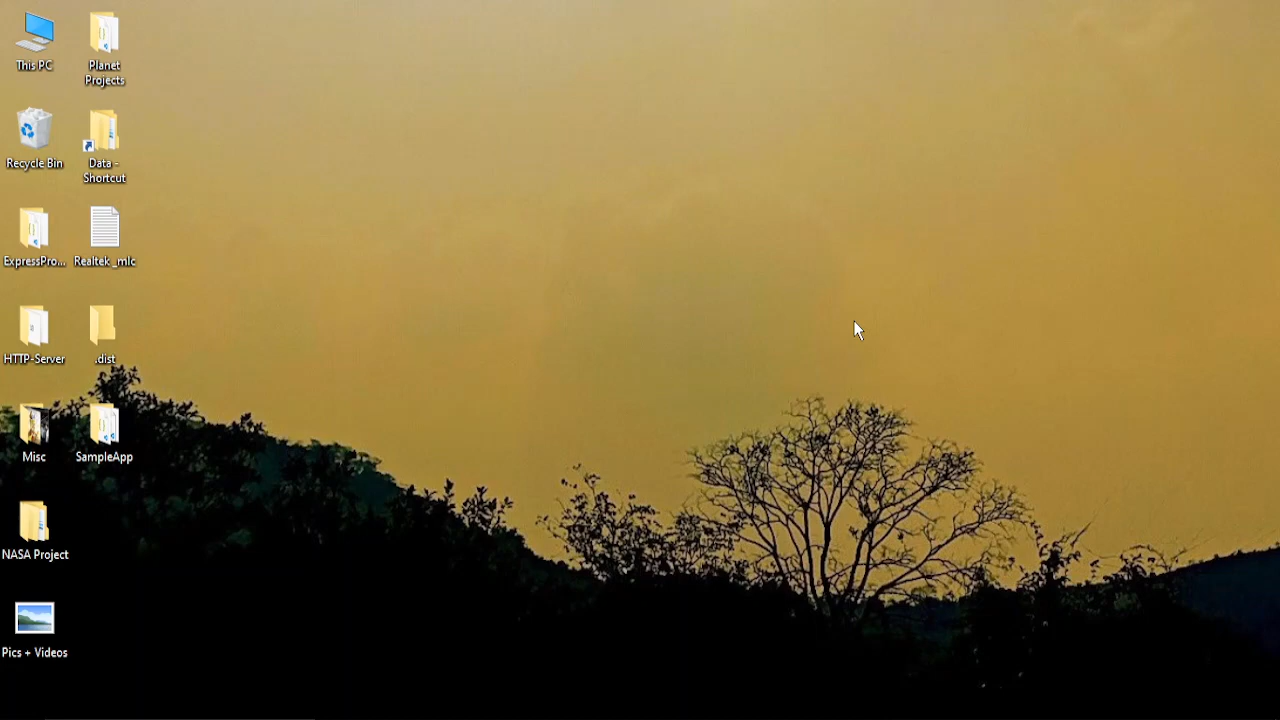 This PC
Planet
Projects
Recycle Bin
Data -
Shortcut
ExpressPro...
Realtek _mic
HTTP-Server
.dist
Misc
SampleApp
NASA Project
Pics + Videos